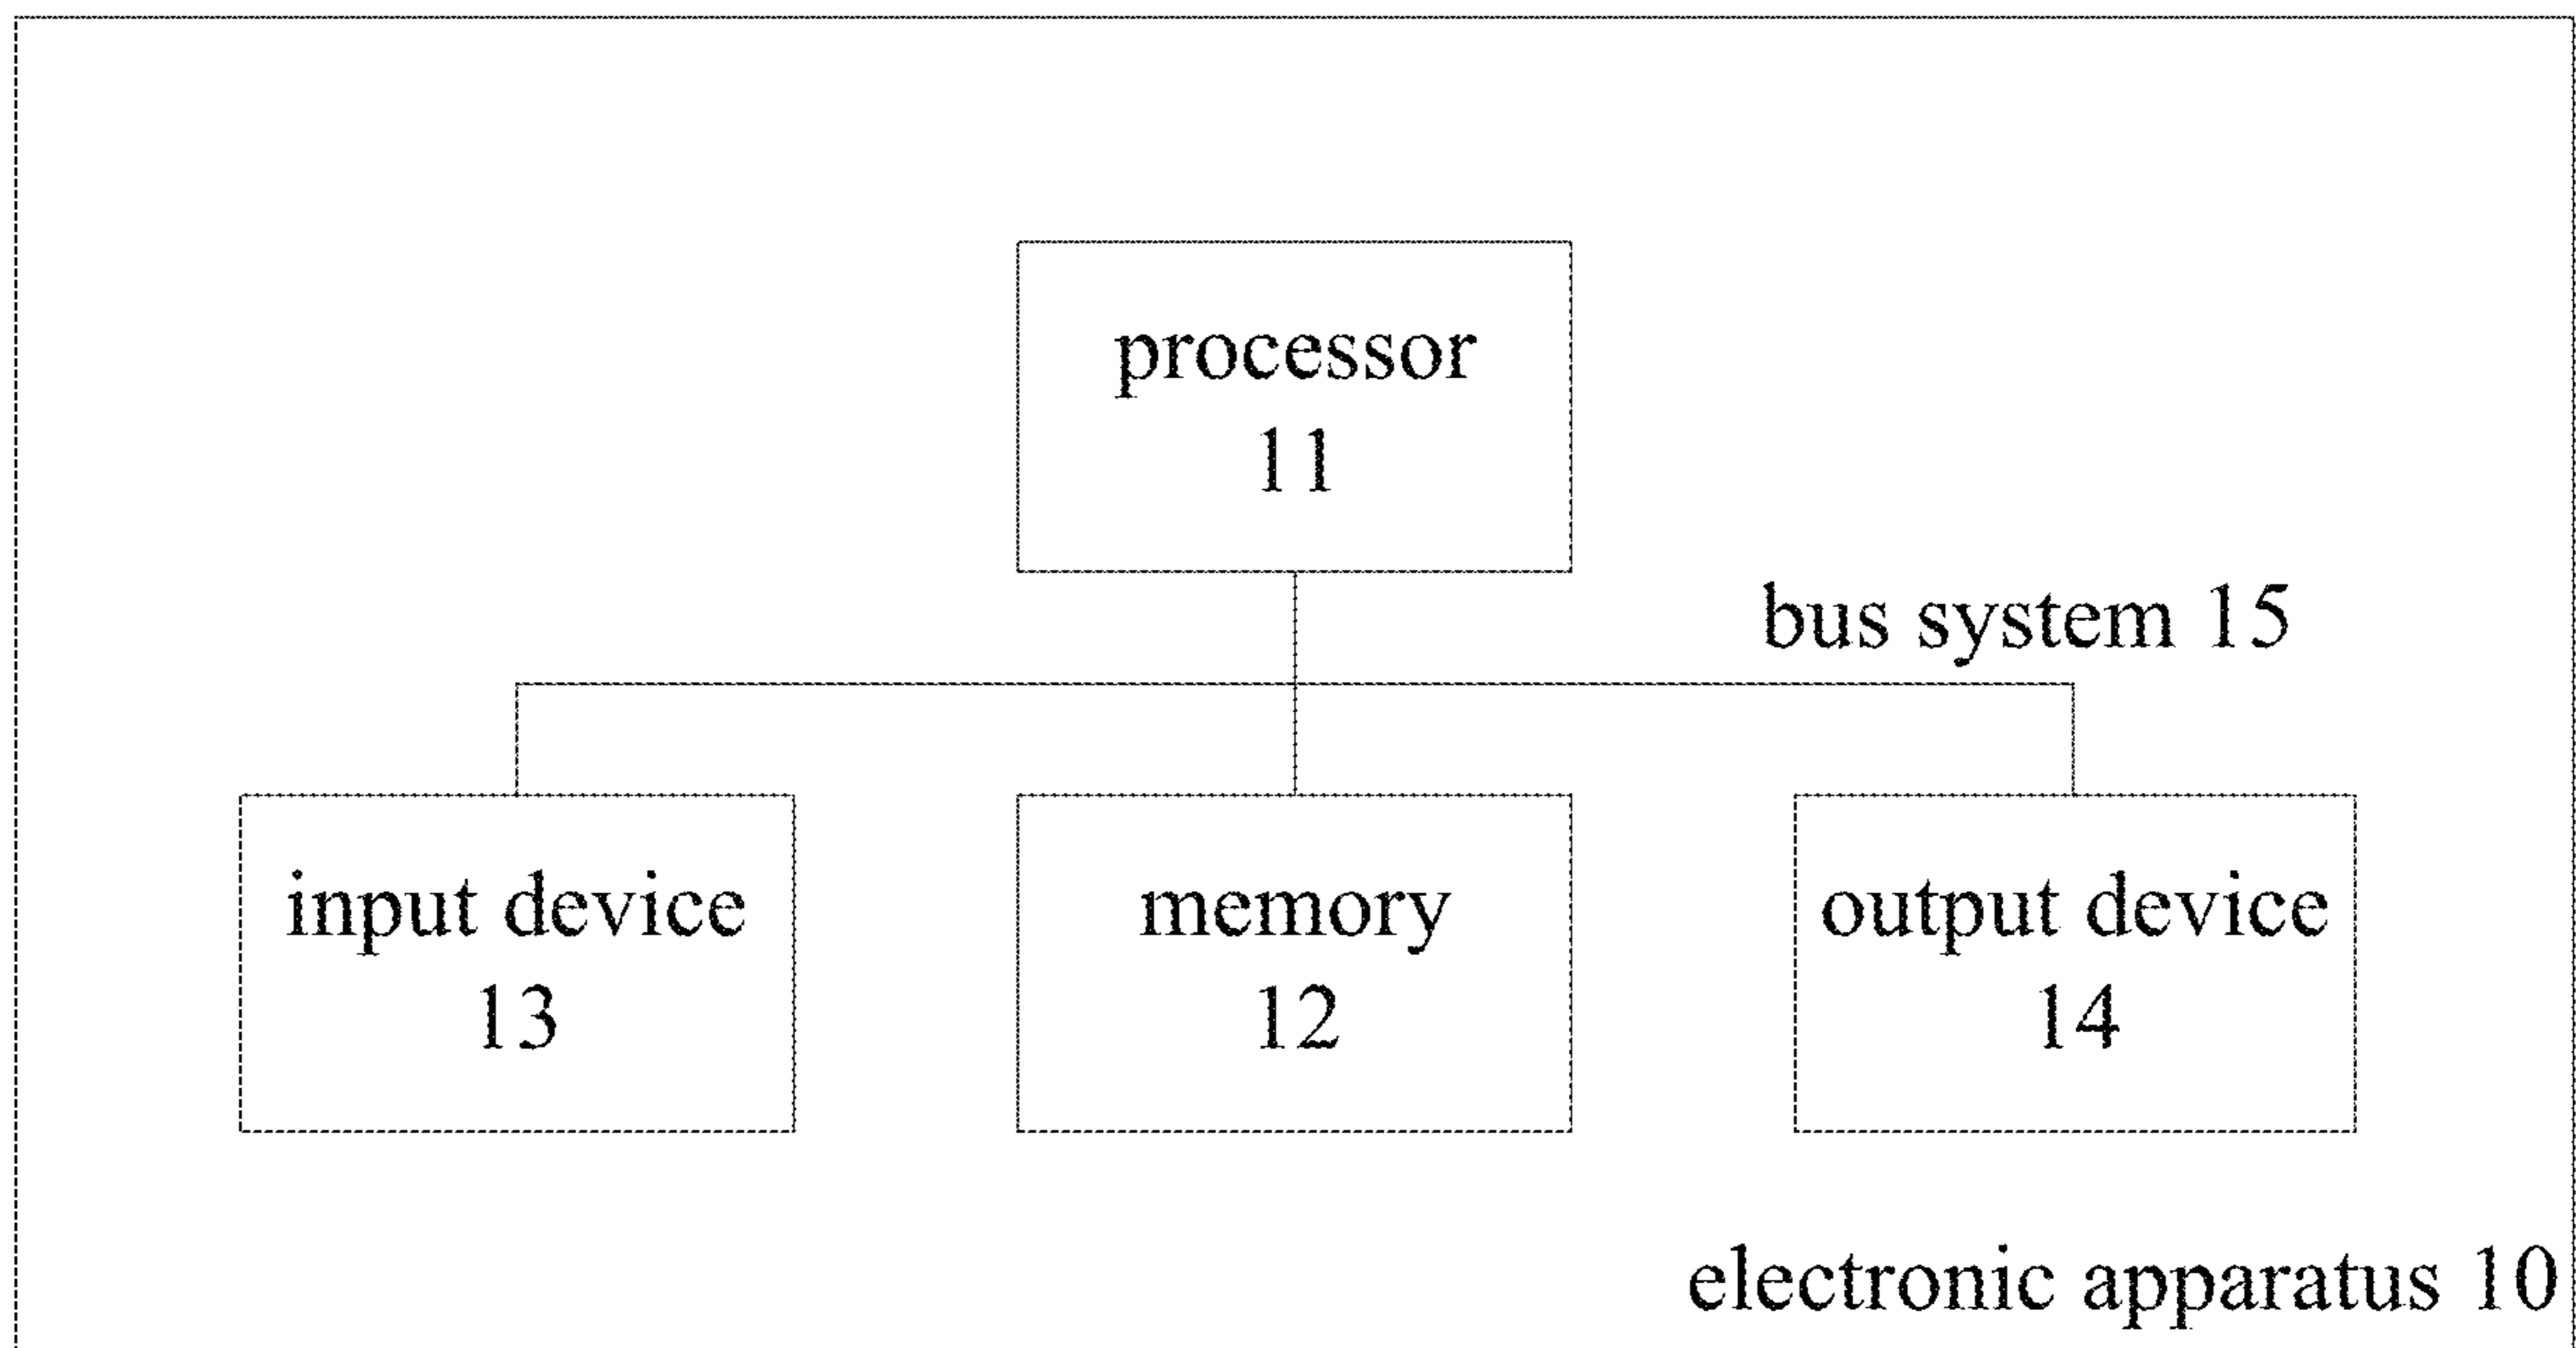 processor
11
bus system 15
input device
13
memory
12
output device
14
electronic apparatus 10